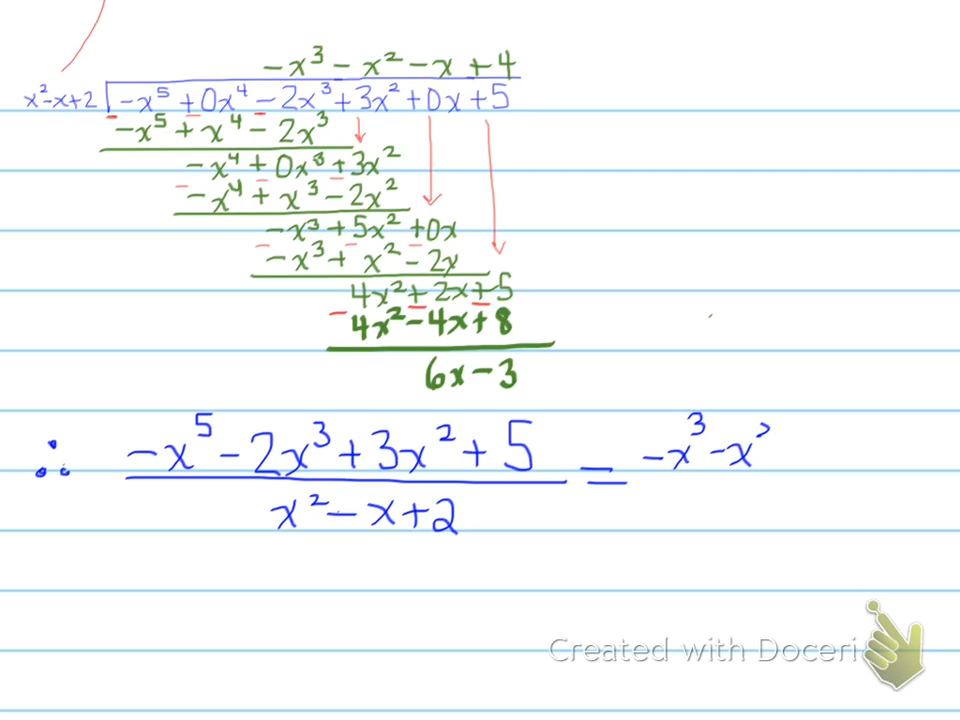 -x³ - x² - x + 4
x²-x+2 | -x⁵ + 0x⁴ - 2x³ + 3x² + 0x + 5
-x⁵ + x⁴ - 2x³
-x⁴ + 0x³ + 3x²
- -x⁴ + x³ - 2x²
-x³ + 5x² + 0x
-x³ + x² - 2x
4x² + 2x + 5
- 4x² - 4x + 8
6x - 3
∴ (-x⁵ - 2x³ + 3x² + 5)/(x² - x + 2) = -x³ - x²
Created with Doceri